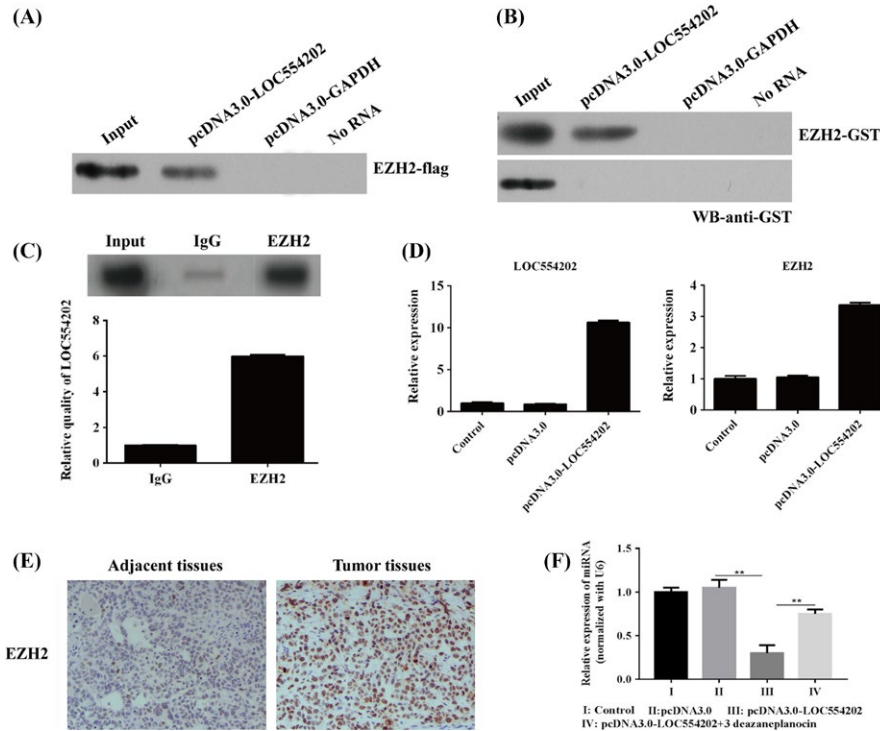 (A)
Input
pcDNA3.0-LOC554202
pcDNA3.0-GAPDH
No RNA
EZH2-flag
(B)
Input
pcDNA3.0-LOC554202
pcDNA3.0-GAPDH
No RNA
EZH2-GST
WB-anti-GST
(C)
Input IgG EZH2
Relative quality of LOC554202
8
6
4
2
0
IgG EZH2
(D)
LOC554202
Relative expression
15
10
5
0
Control
pcDNA3.0
pcDNA3.0-LOC554202
EZH2
Relative expression
4
3
2
1
0
Control
pcDNA3.0
pcDNA3.0-LOC554202
(E)
Adjacent tissues Tumor tissues
EZH2
(F)
Relative expression of miRNA
(normalized with U6)
1.5
1.0
0.5
0.0
**
**
I II III IV
I: Control II:pcDNA3.0 III: pcDNA3.0-LOC554202
IV: pcDNA3.0-LOC554202+3 deazaneplanocin